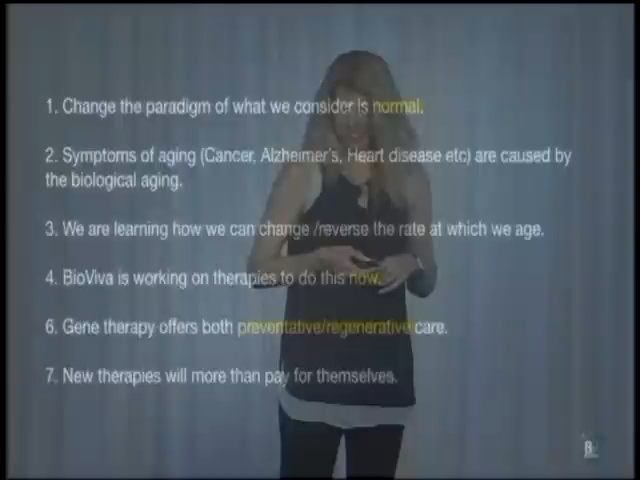 1. Change the paradigm of what we consider is normal.
2. Symptoms of aging (Cancer, Alzheimer's, Heart disease etc) are caused by
the biological aging.
3. We are learning how we can change /reverse the rate at which we age.
4. BioViva is working on therapies to do this now.
6. Gene therapy offers both preventative/regenerative care.
7. New therapies will more than pay for themselves.
B